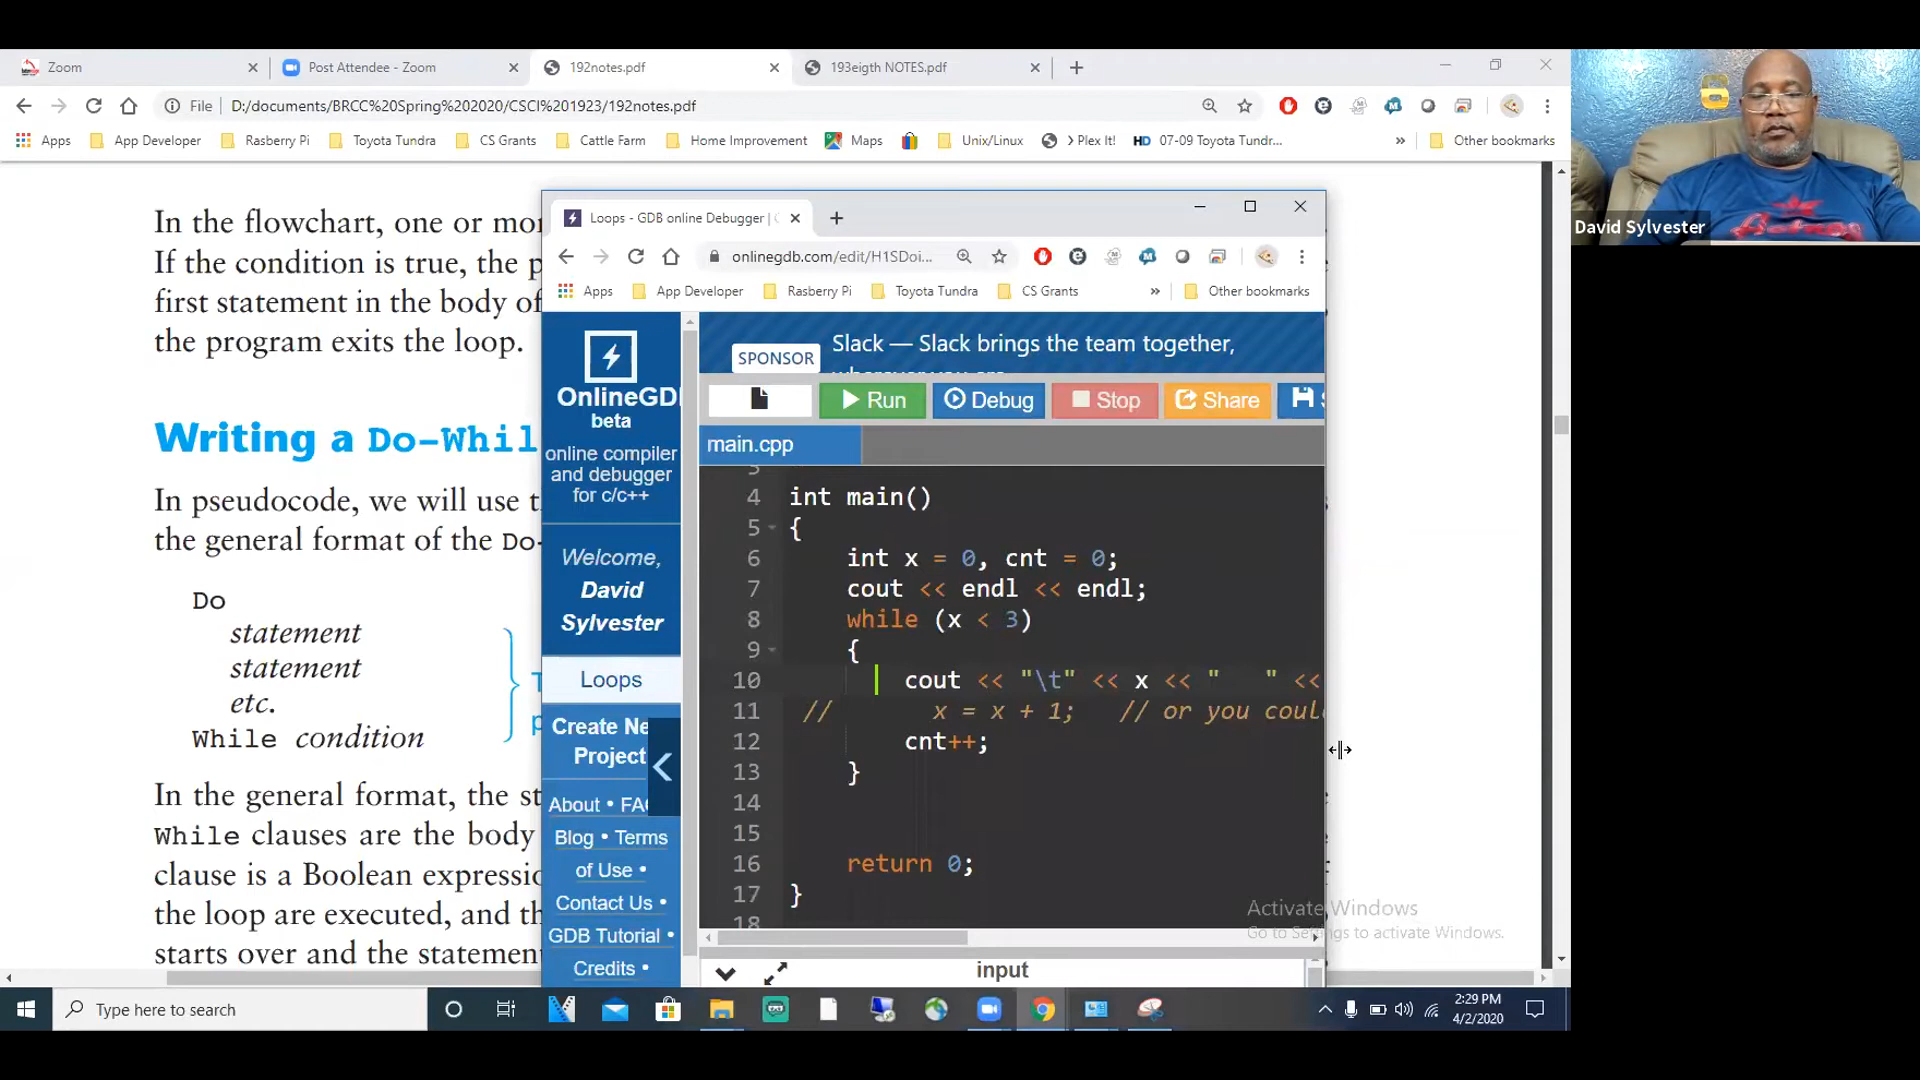 Zoom
Post Attendee - Zoom
192notes.pdf
193eigth NOTES.pdf
File
D:/documents/BRCC%20Spring%202020/CSCI%201923/192notes.pdf
Apps
App Developer
Rasberry Pi
Toyota Tundra
CS Grants
Cattle Farm
Home Improvement
Maps
Unix/Linux
> Plex It!
HD 07-09 Toyota Tundr...
»
Other bookmarks
David Sylvester
In the flowchart, one or mo
If the condition is true, the p
first statement in the body of
the program exits the loop.
Writing a Do-Whil
In pseudocode, we will use t
the general format of the Do-
Do
statement
statement
etc.
While condition
In the general format, the st
While clauses are the body
clause is a Boolean expressio
the loop are executed, and th
starts over and the statement
Loops - GDB online Debugger |
onlinegdb.com/edit/H1SDoi...
Apps
App Developer
Rasberry Pi
Toyota Tundra
CS Grants
»
Other bookmarks
OnlineGD
beta
online compiler
and debugger
for c/c++
Welcome,
David
Sylvester
Loops
Create Ne
Project
About • FA
Blog • Terms
of Use •
Contact Us •
GDB Tutorial •
Credits •
SPONSOR
Slack — Slack brings the team together,
Run
Debug
Stop
Share
main.cpp
3
4 int main()
5 {
6 int x = 0, cnt = 0;
7 cout << endl << endl;
8 while (x < 3)
9 {
10 cout << "\t" << x << "   " <<
11 // x = x + 1; // or you coul
12 cnt++;
13 }
14
15
16 return 0;
17 }
18
input
Activate Windows
Go to Settings to activate Windows.
Type here to search
2:29 PM
4/2/2020